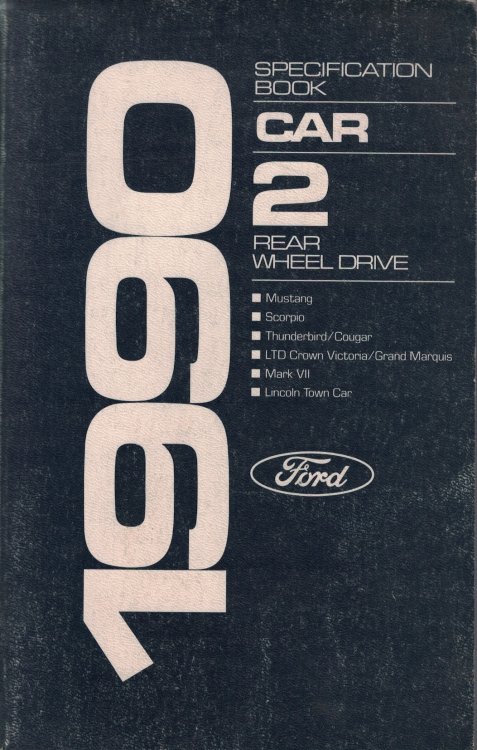 1990
SPECIFICATION
BOOK
CAR
2
REAR
WHEEL DRIVE
■ Mustang
■ Scorpio
■ Thunderbird/Cougar
■ LTD Crown Victoria/Grand Marquis
■ Mark VII
■ Lincoln Town Car
Ford